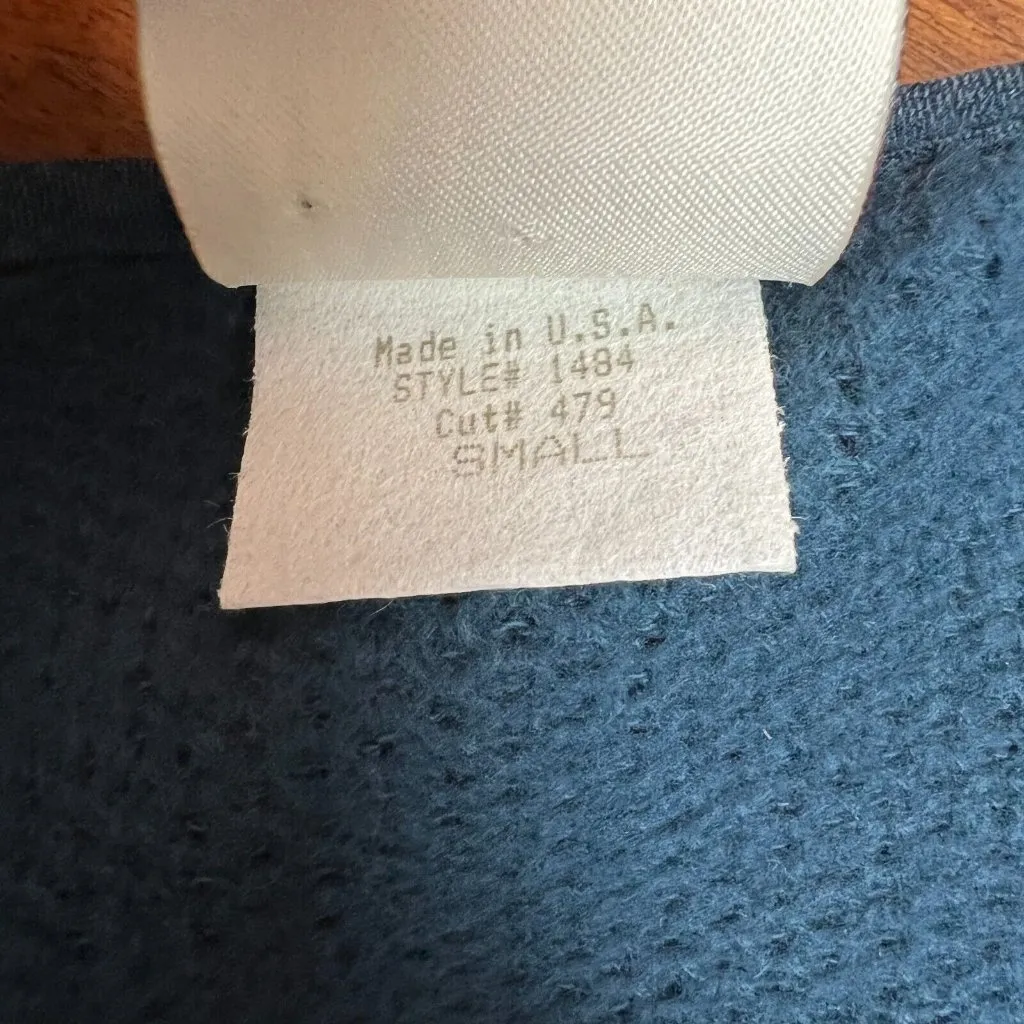 Made in U.S.A.
STYLE# 1484
Cut# 479
SMALL